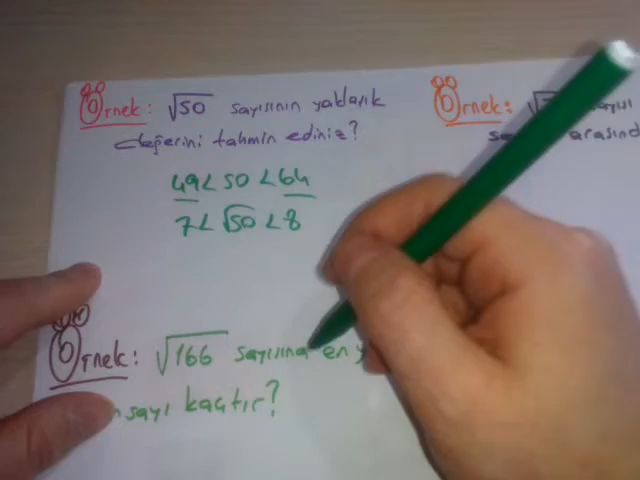 Örnek: √50 sayısının yaklaşık
değerini tahmin ediniz?
49 < 50 < 64
7 < √50 < 8
Örnek:
arasınd
Örnek: √166 sayısına en
sayı kaçtır?